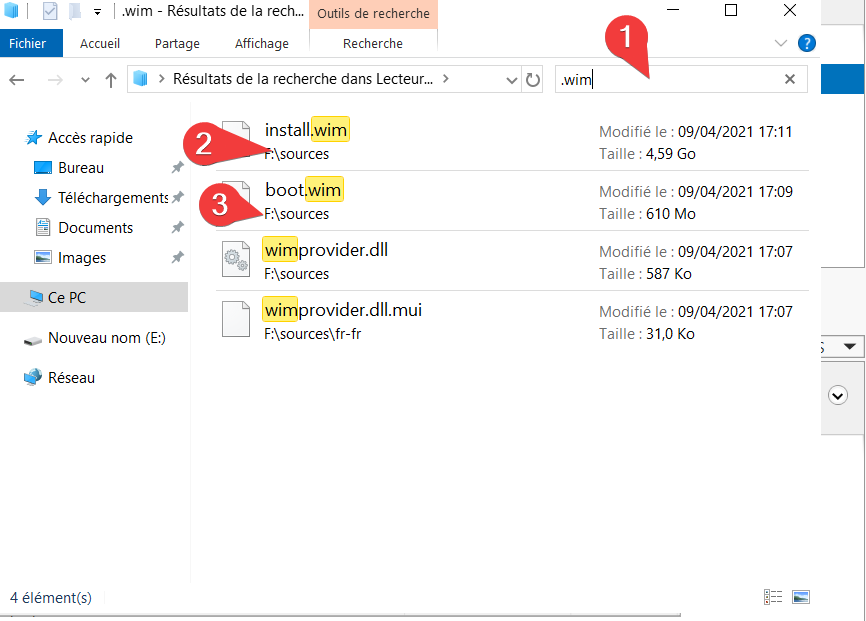 .wim - Résultats de la rech...
Outils de recherche
Fichier
Accueil
Partage
Affichage
Recherche
?
Résultats de la recherche dans Lecteur...
.wim
1
Accès rapide
Bureau
Téléchargements
Documents
Images
Ce PC
Nouveau nom (E:)
Réseau
install.wim
Modifié le : 09/04/2021 17:11
2
F:\sources
Taille : 4,59 Go
boot.wim
Modifié le : 09/04/2021 17:09
3
F:\sources
Taille : 610 Mo
wimprovider.dll
Modifié le : 09/04/2021 17:07
F:\sources
Taille : 587 Ko
wimprovider.dll.mui
Modifié le : 09/04/2021 17:07
F:\sources\fr-fr
Taille : 31,0 Ko
4 élément(s)